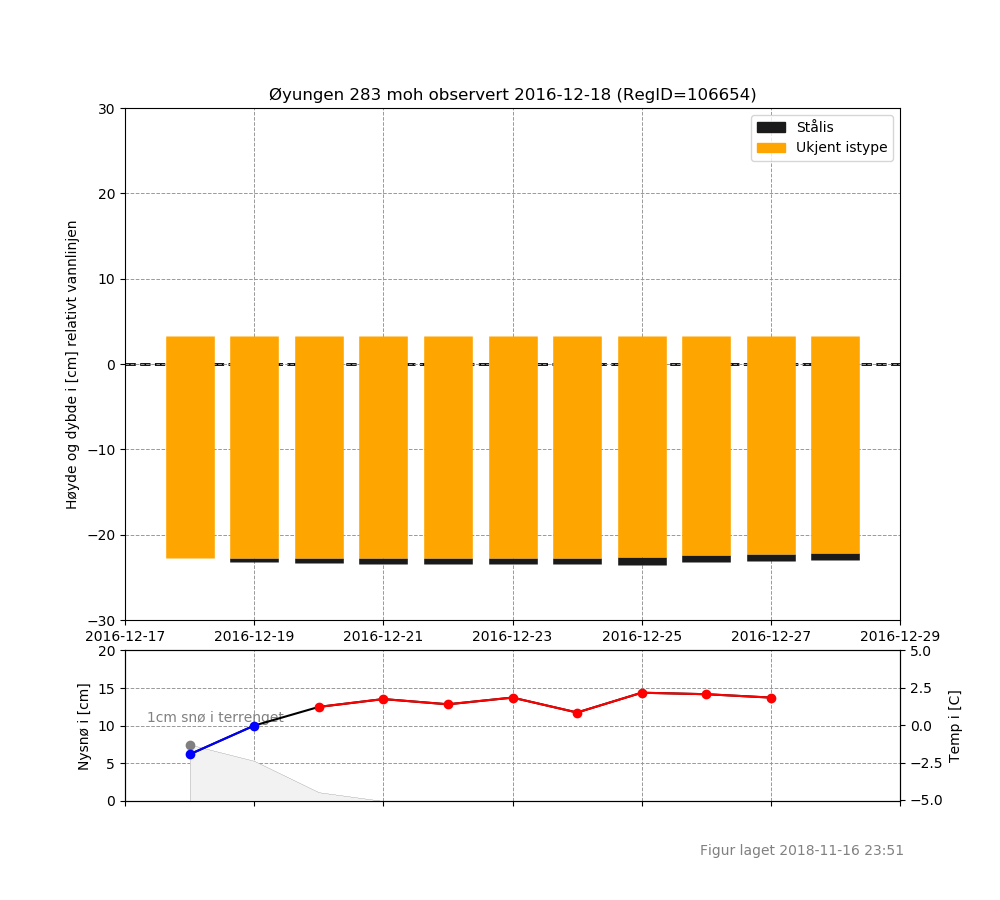 Øyungen 283 moh observert 2016-12-18 (RegID=106654)
Høyde og dybde i [cm] relativt vannlinjen
30
20
10
0
−10
−20
−30
Stålis
Ukjent istype
2016-12-17 2016-12-19 2016-12-21 2016-12-23 2016-12-25 2016-12-27 2016-12-29
Nysnø i [cm]
20
15
10
5
0
1cm snø i terrenget
5.0
2.5
0.0
−2.5
−5.0
Temp i [C]
Figur laget 2018-11-16 23:51